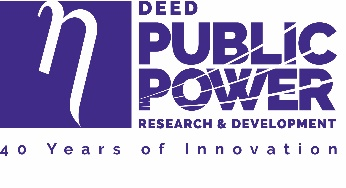 η
DEED
PUBLIC
POWER
RESEARCH & DEVELOPMENT
40 Years of Innovation